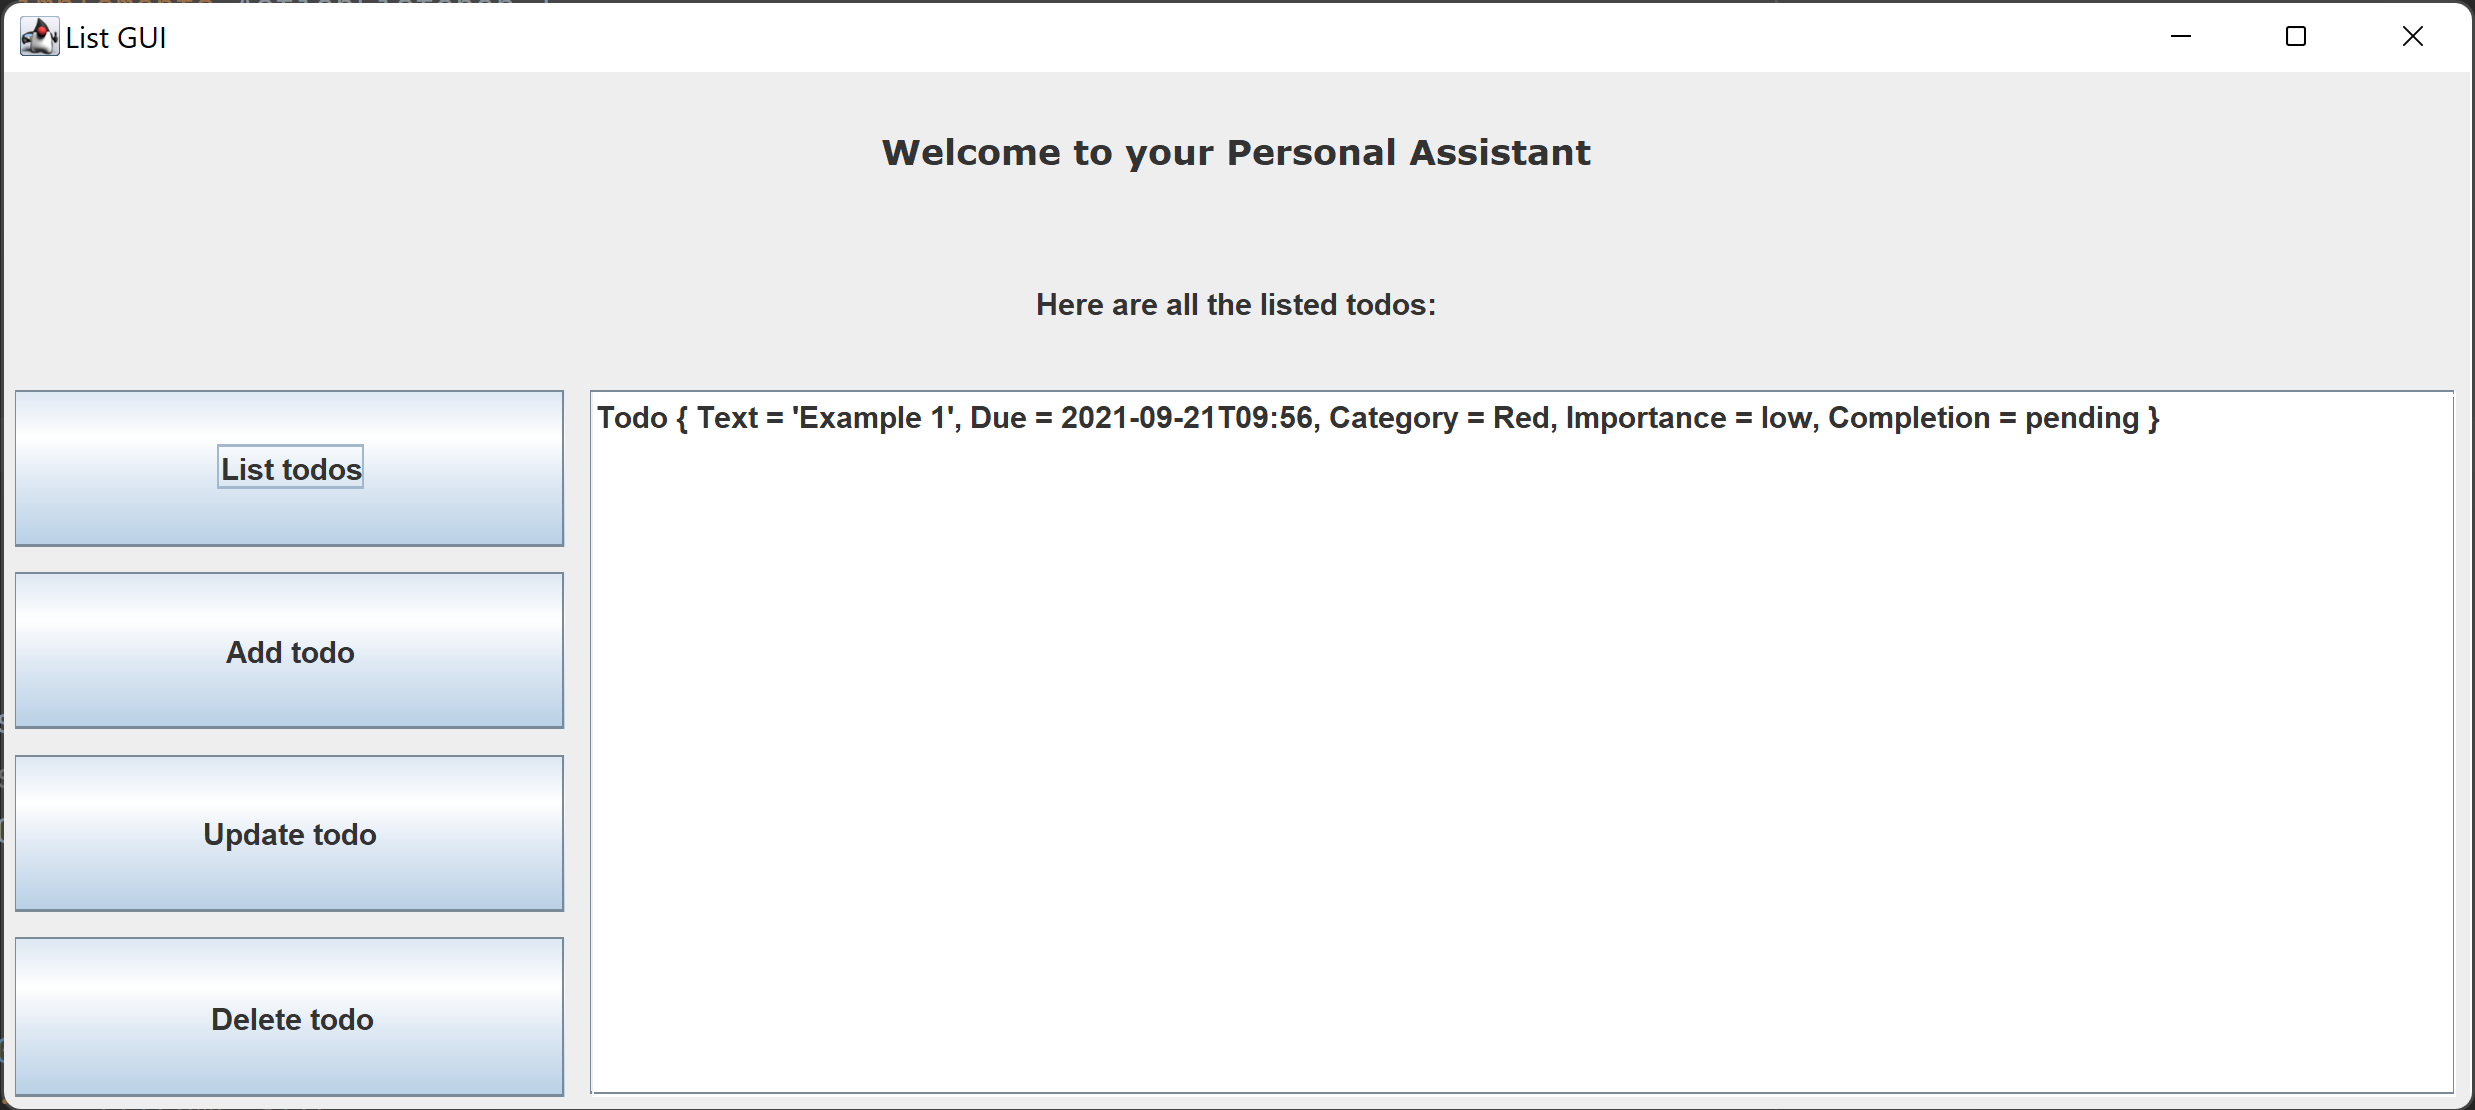 List GUI
Welcome to your Personal Assistant
Here are all the listed todos:
List todos
Todo { Text = 'Example 1', Due = 2021-09-21T09:56, Category = Red, Importance = low, Completion = pending }
Add todo
Update todo
Delete todo